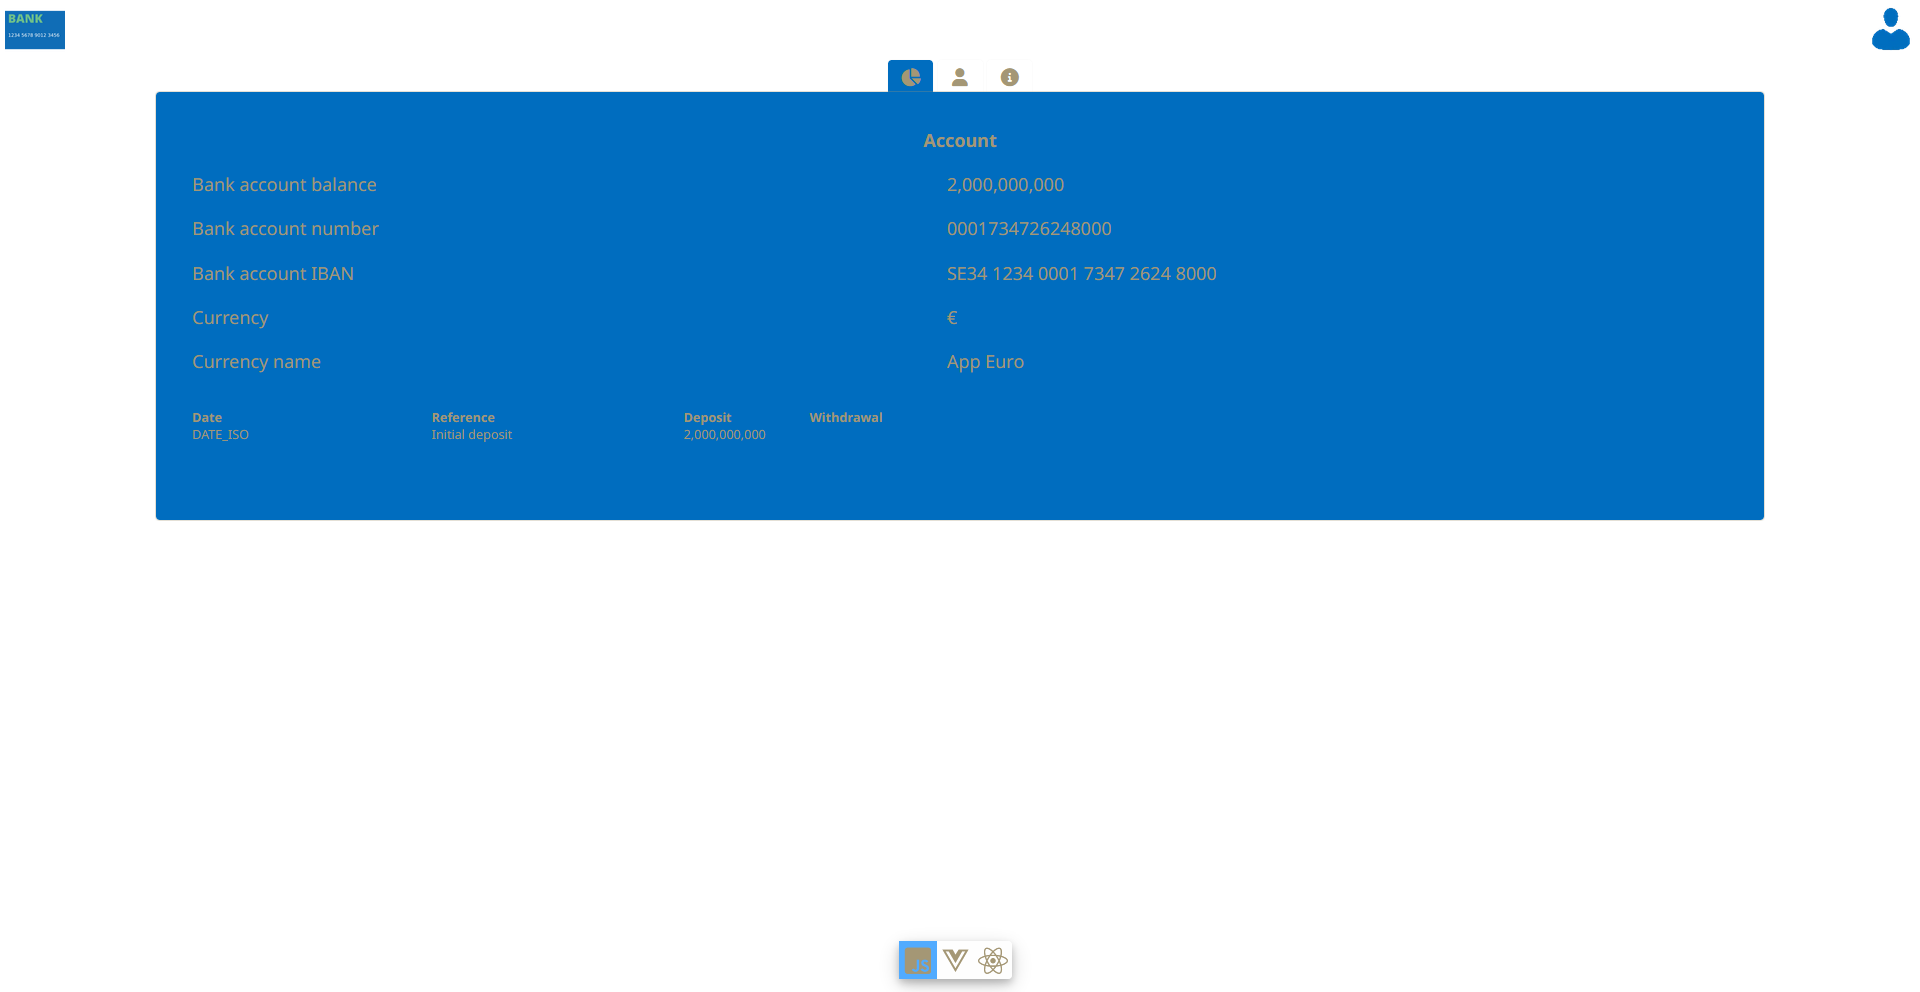 BANK
1234 5678 9012 3456
Account
Bank account balance 2,000,000,000
Bank account number 0001734726248000
Bank account IBAN SE34 1234 0001 7347 2624 8000
Currency €
Currency name App Euro
Date Reference Deposit Withdrawal
DATE_ISO Initial deposit 2,000,000,000
JS